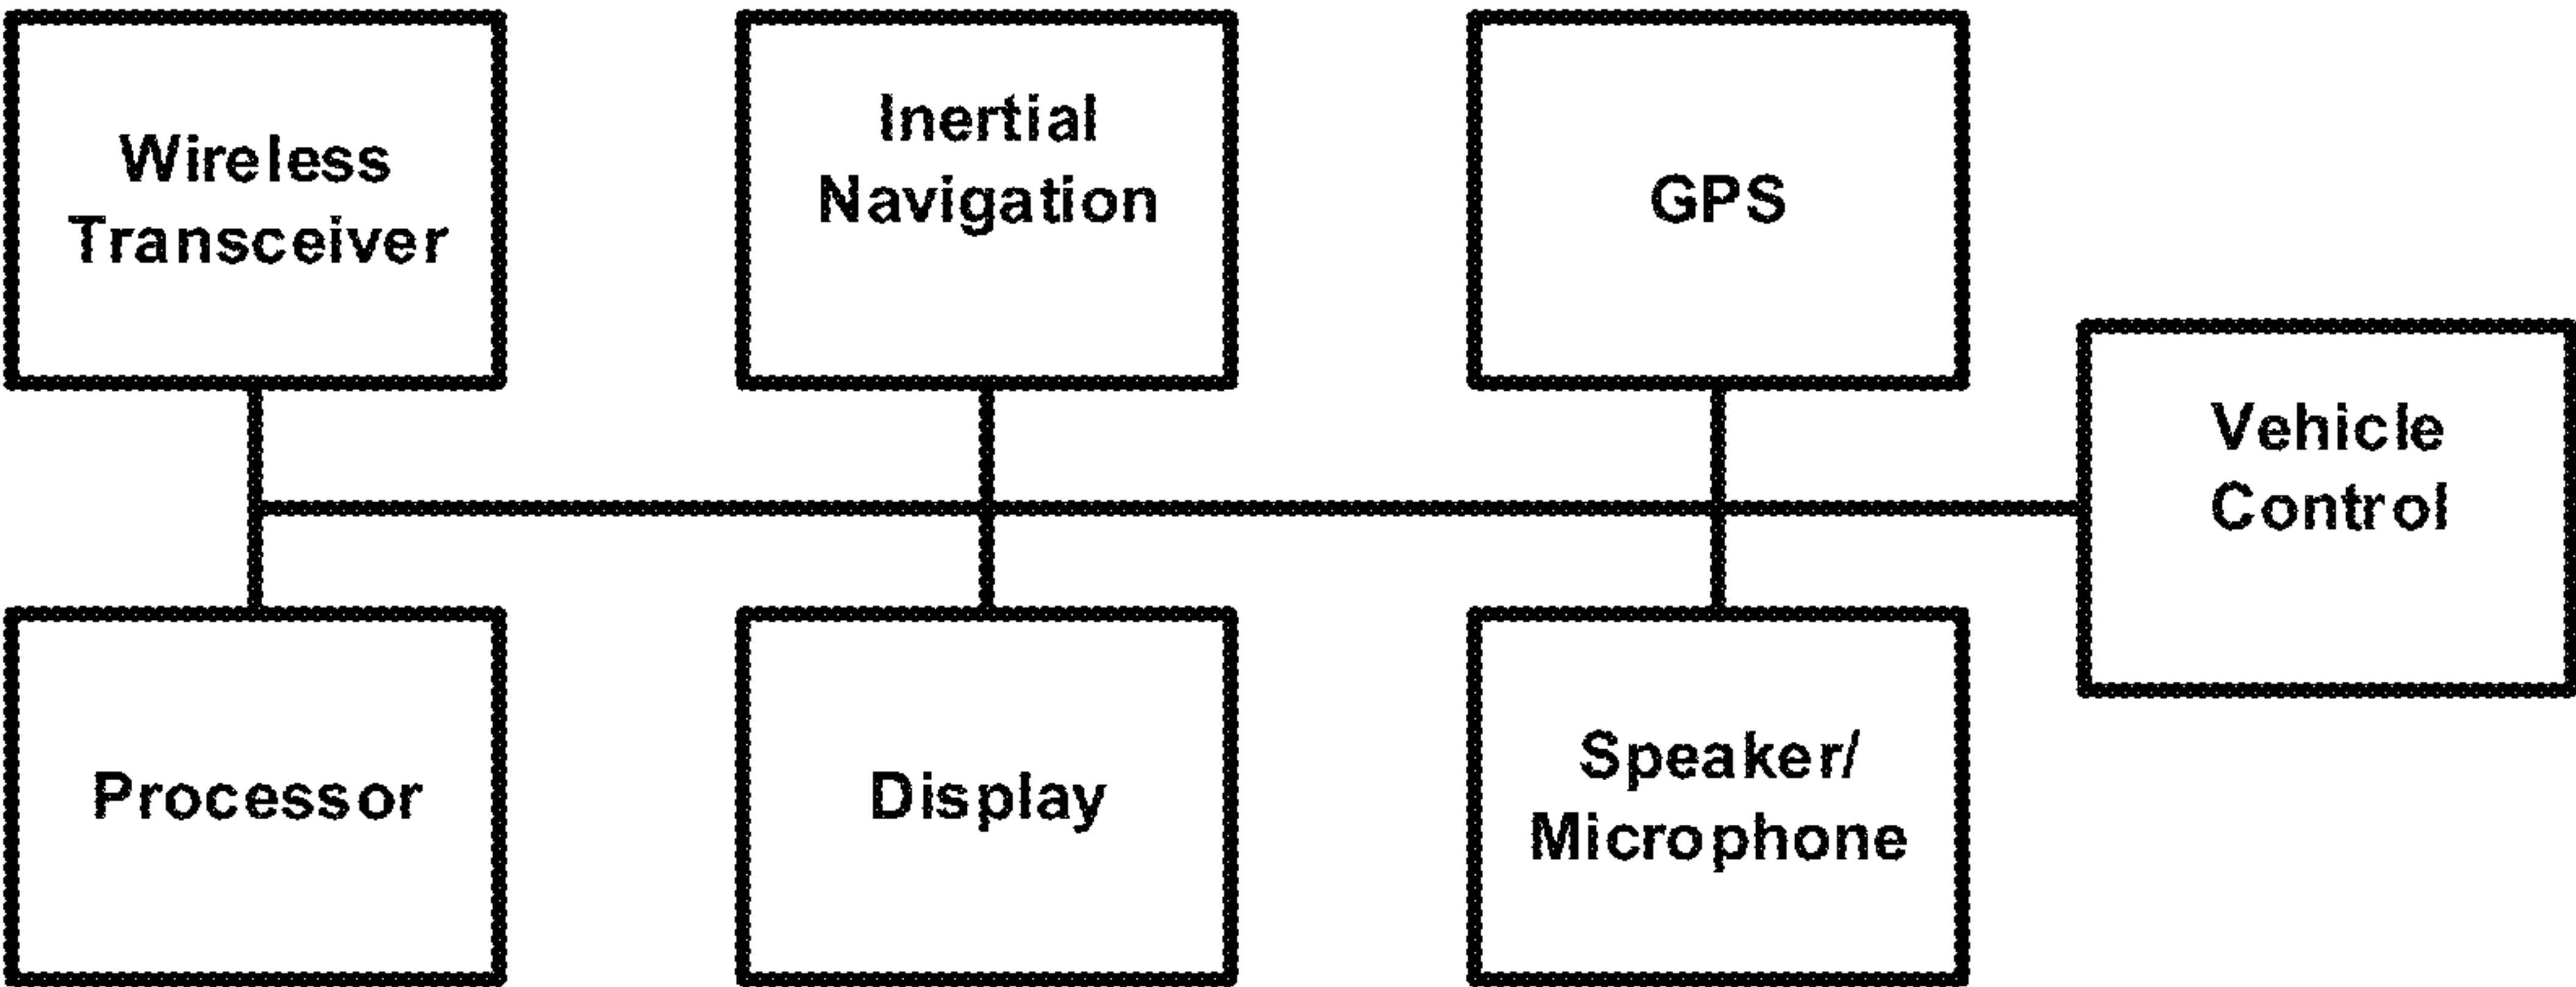 Wireless
Transceiver
Inertial
Navigation
GPS
Vehicle
Control
Processor
Display
Speaker/
Microphone